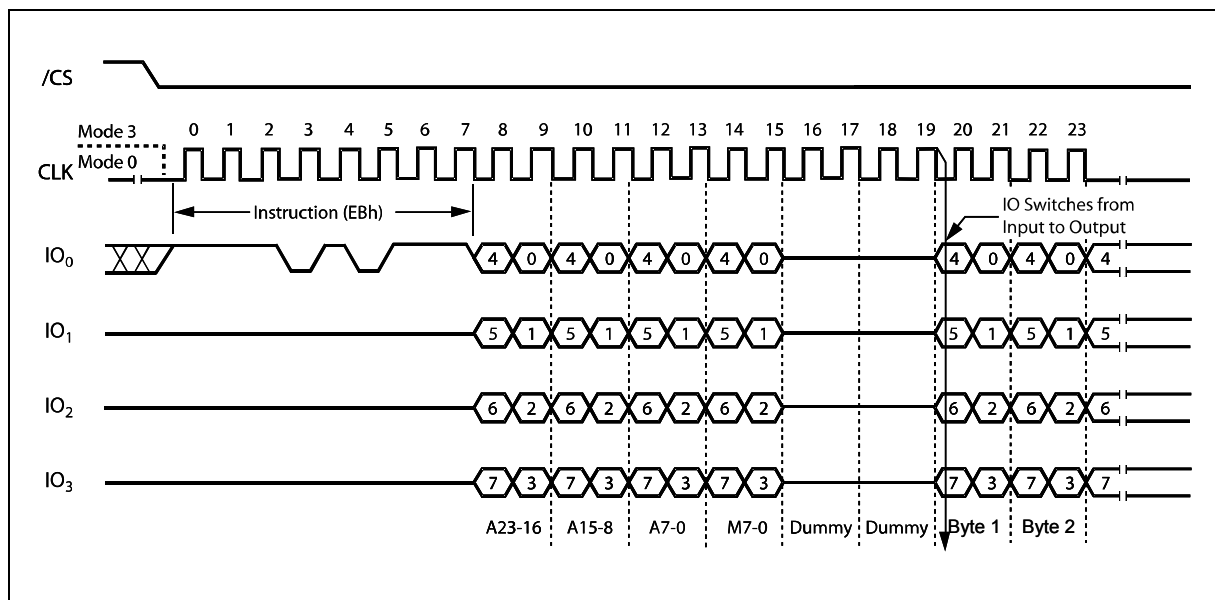 /CS
Mode 3
0 1 2 3 4 5 6 7 8 9 10 11 12 13 14 15 16 17 18 19 20 21 22 23
Mode 0
CLK
Instruction (EBh)
IO Switches from
Input to Output
IO0 4 0 4 0 4 0 4 0 4 0 4 0 4
IO1 5 1 5 1 5 1 5 1 5 1 5 1 5
IO2 6 2 6 2 6 2 6 2 6 2 6 2 6
IO3 7 3 7 3 7 3 7 3 7 3 7 3 7
A23-16 A15-8 A7-0 M7-0 Dummy Dummy Byte 1 Byte 2